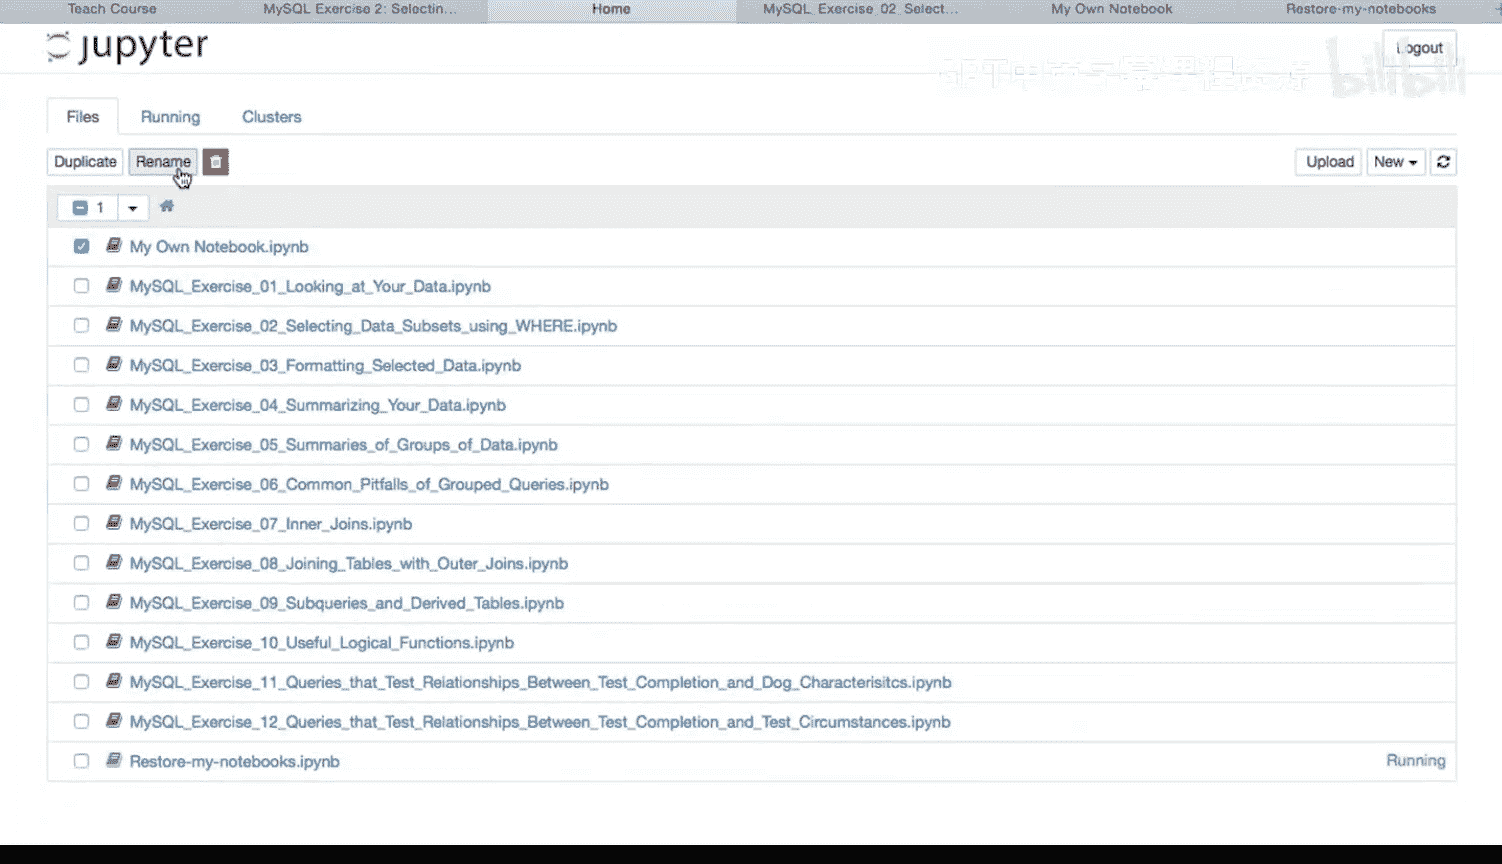 Teach Course MySQL Exercise 2: Selectin... Home MySQL_Exercise_02_Select... My Own Notebook Restore-my-notebooks
jupyter Logout
bilibili
Files Running Clusters
Duplicate Rename Upload New
1
My Own Notebook.ipynb
MySQL_Exercise_01_Looking_at_Your_Data.ipynb
MySQL_Exercise_02_Selecting_Data_Subsets_using_WHERE.ipynb
MySQL_Exercise_03_Formatting_Selected_Data.ipynb
MySQL_Exercise_04_Summarizing_Your_Data.ipynb
MySQL_Exercise_05_Summaries_of_Groups_of_Data.ipynb
MySQL_Exercise_06_Common_Pitfalls_of_Grouped_Queries.ipynb
MySQL_Exercise_07_Inner_Joins.ipynb
MySQL_Exercise_08_Joining_Tables_with_Outer_Joins.ipynb
MySQL_Exercise_09_Subqueries_and_Derived_Tables.ipynb
MySQL_Exercise_10_Useful_Logical_Functions.ipynb
MySQL_Exercise_11_Queries_that_Test_Relationships_Between_Test_Completion_and_Dog_Characterisitcs.ipynb
MySQL_Exercise_12_Queries_that_Test_Relationships_Between_Test_Completion_and_Test_Circumstances.ipynb
Restore-my-notebooks.ipynb Running